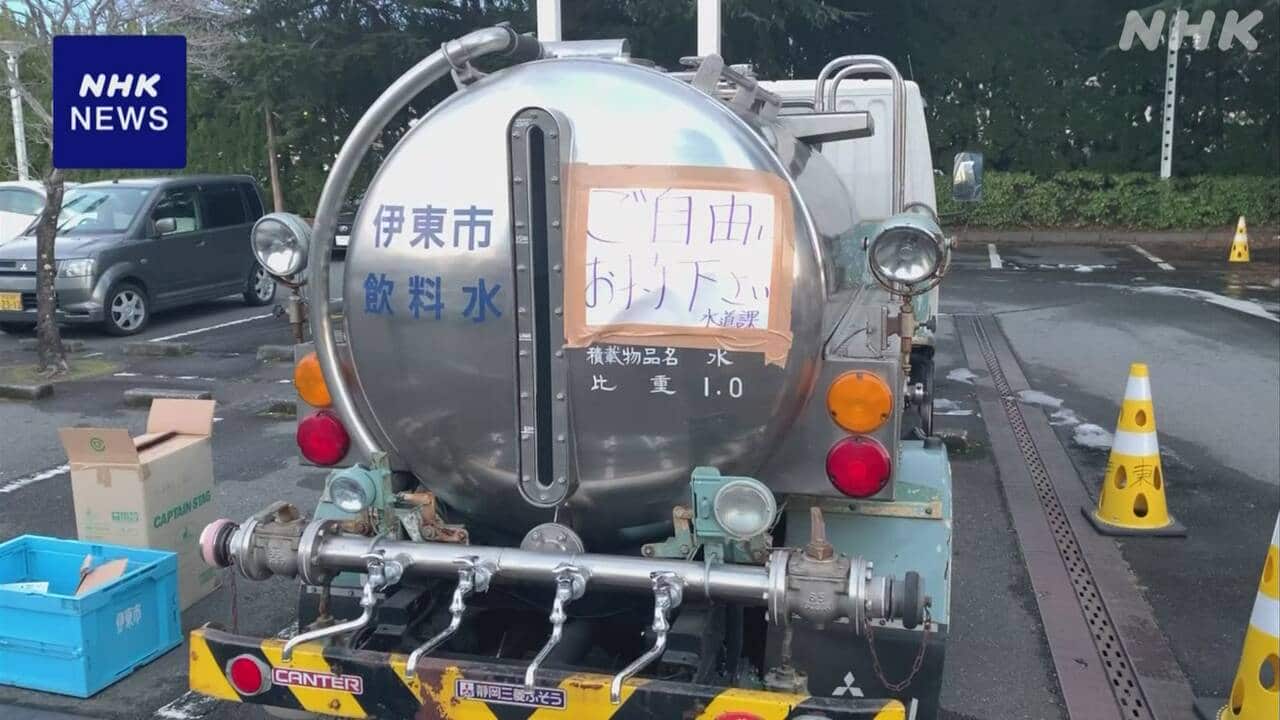 NHK
NEWS
NHK
伊東市
飲料水
ご自由に
お持ち下さい
水道課
積載物品名 水
比重 1.0
CAPTAIN STAG
伊東市
CANTER
静岡三菱ふそう
65
東